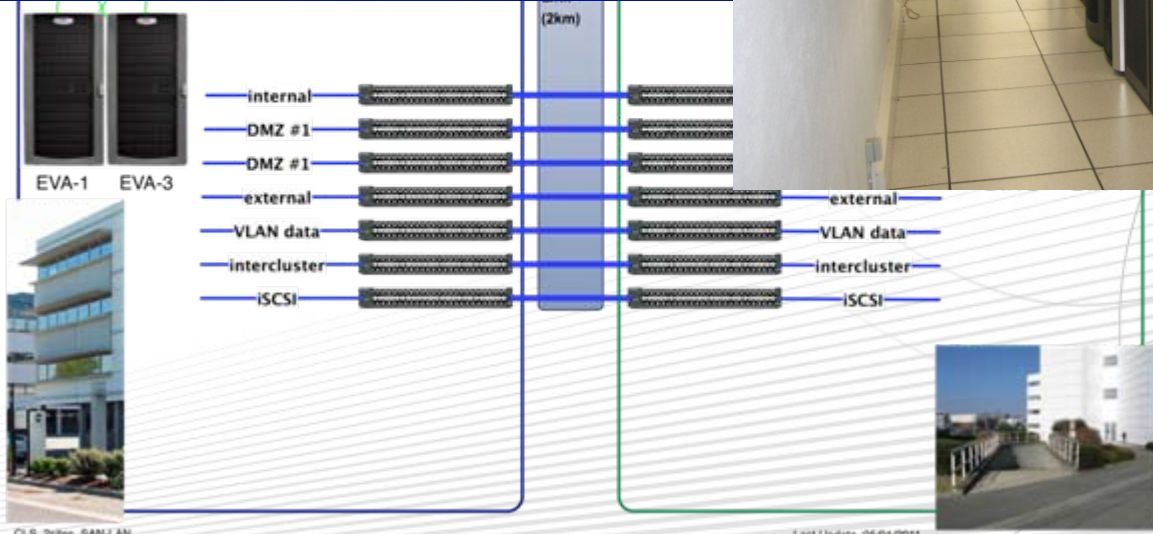 (2km)
internal
DMZ #1
DMZ #1
EVA-1 EVA-3
external external
VLAN data VLAN data
intercluster intercluster
iSCSI iSCSI